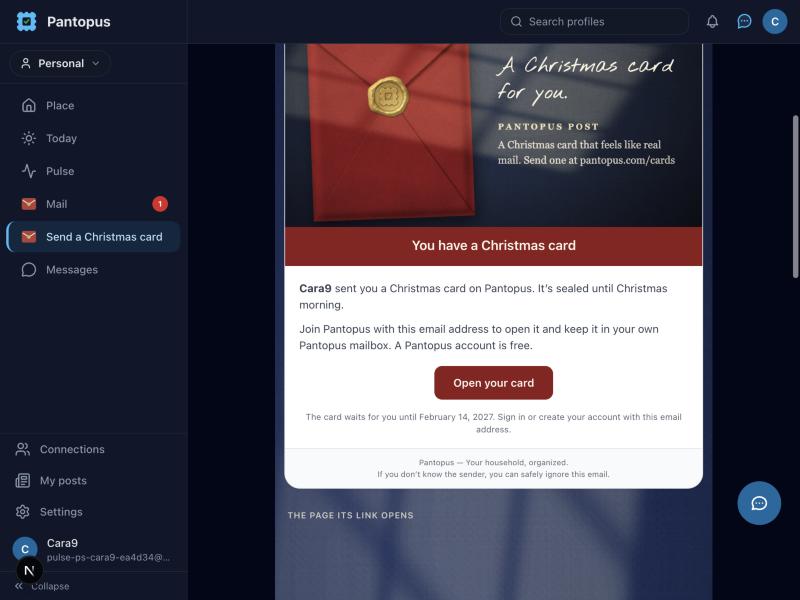 Pantopus
Search profiles
C
Personal
Place
Today
Pulse
Mail
1
Send a Christmas card
Messages
Connections
My posts
Settings
C
Cara9
pulse-ps-cara9-ea4d34@...
N
Collapse
A Christmas card
for you.
PANTOPUS POST
A Christmas card that feels like real
mail. Send one at pantopus.com/cards
You have a Christmas card
Cara9 sent you a Christmas card on Pantopus. It's sealed until Christmas
morning.
Join Pantopus with this email address to open it and keep it in your own
Pantopus mailbox. A Pantopus account is free.
Open your card
The card waits for you until February 14, 2027. Sign in or create your account with this email
address.
Pantopus — Your household, organized.
If you don't know the sender, you can safely ignore this email.
THE PAGE ITS LINK OPENS